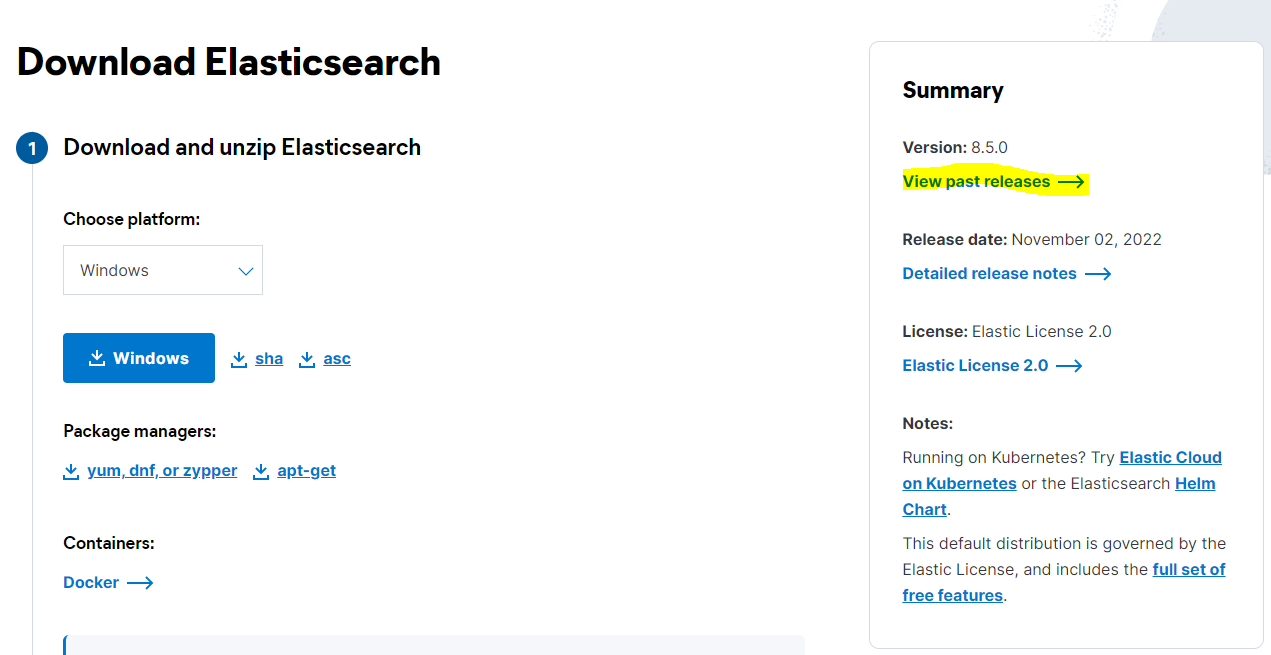 Download Elasticsearch
1 Download and unzip Elasticsearch
Choose platform:
Windows
Windows sha asc
Package managers:
yum, dnf, or zypper apt-get
Containers:
Docker
Summary
Version: 8.5.0
View past releases
Release date: November 02, 2022
Detailed release notes
License: Elastic License 2.0
Elastic License 2.0
Notes:
Running on Kubernetes? Try Elastic Cloud
on Kubernetes or the Elasticsearch Helm
Chart.
This default distribution is governed by the
Elastic License, and includes the full set of
free features.